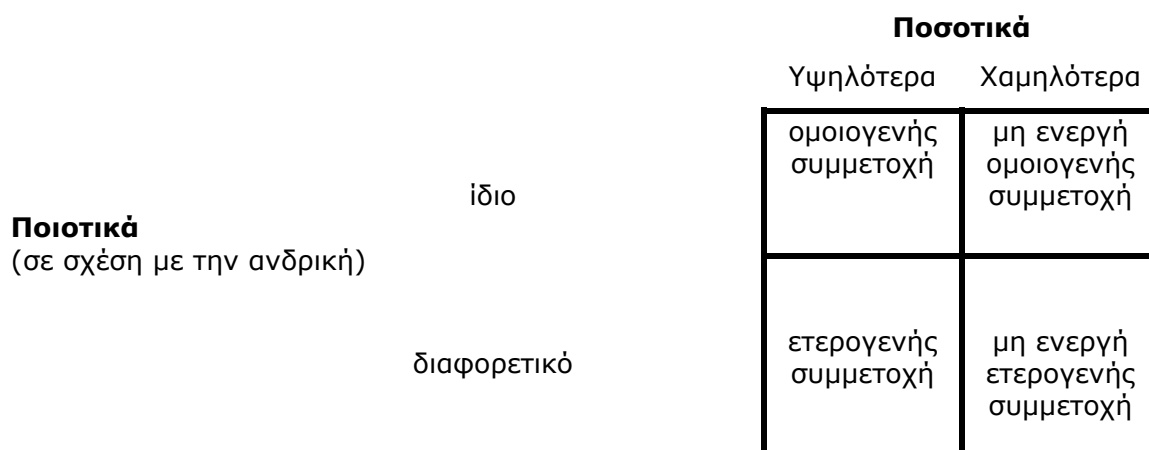 Ποσοτικά
Υψηλότερα Χαμηλότερα
ομοιογενής μη ενεργή
συμμετοχή ομοιογενής
ίδιο συμμετοχή
Ποιοτικά
(σε σχέση με την ανδρική)
ετερογενής μη ενεργή
διαφορετικό συμμετοχή ετερογενής
συμμετοχή